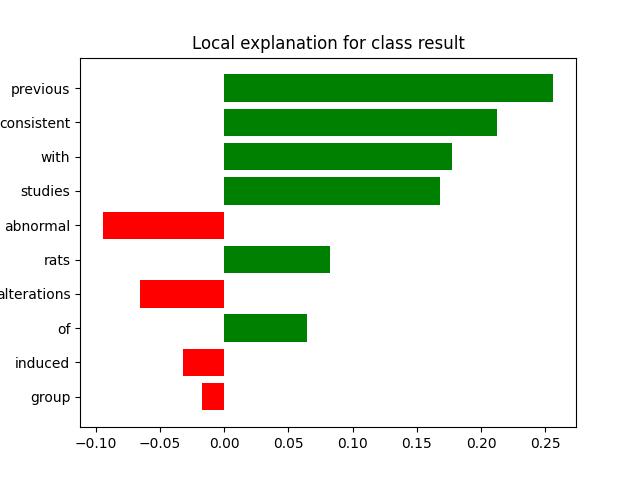 Local explanation for class result
previous
consistent
with
studies
abnormal
rats
alterations
of
induced
group
−0.10 −0.05 0.00 0.05 0.10 0.15 0.20 0.25